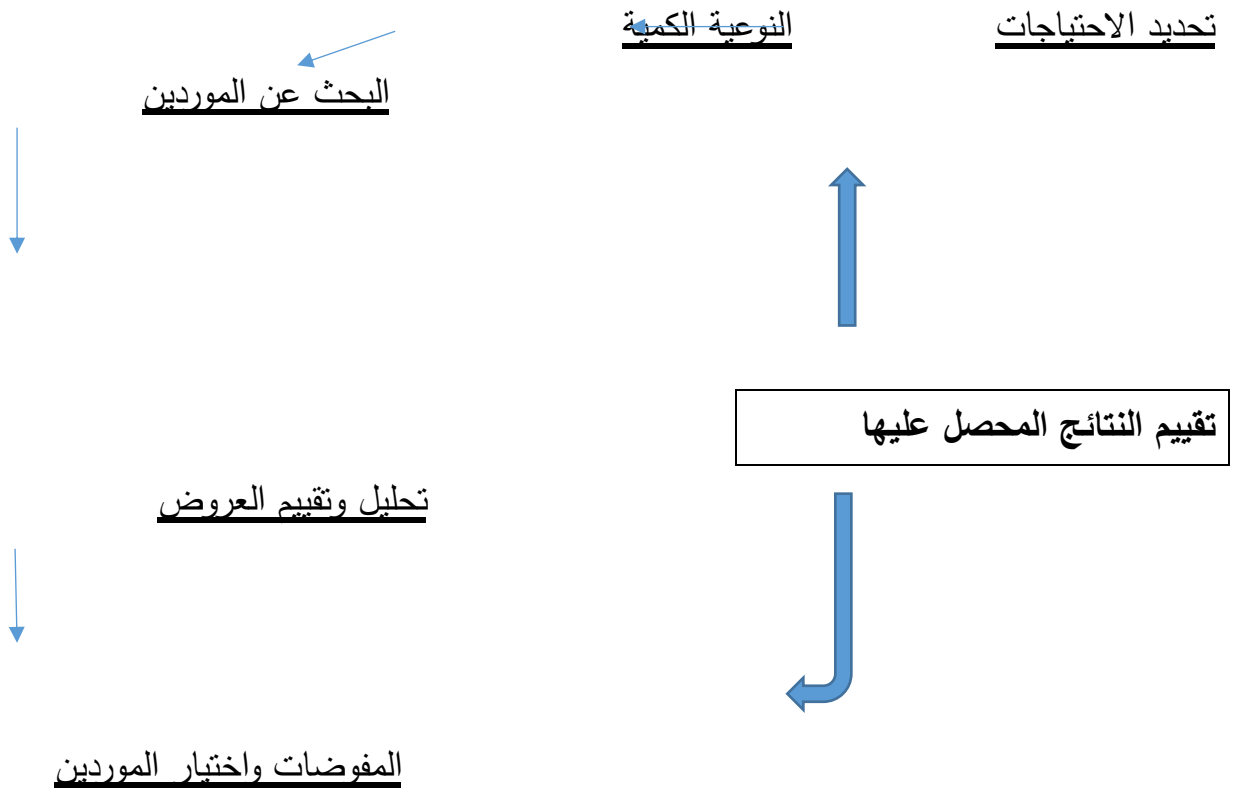 تحديد الاحتياجات
النوعية الكمية
البحث عن الموردين
تقييم النتائج المحصل عليها
تحليل وتقييم العروض
المفوضات واختيار الموردين